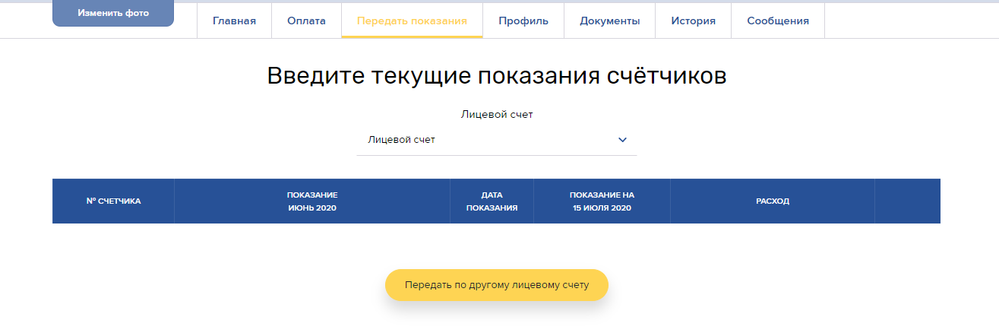 Изменить фото
Главная
Оплата
Передать показания
Профиль
Документы
История
Сообщения
Введите текущие показания счётчиков
Лицевой счет
Лицевой счет
№ СЧЕТЧИКА
ПОКАЗАНИЕ
ИЮНЬ 2020
ДАТА
ПОКАЗАНИЯ
ПОКАЗАНИЕ НА
15 ИЮЛЯ 2020
РАСХОД
Передать по другому лицевому счету